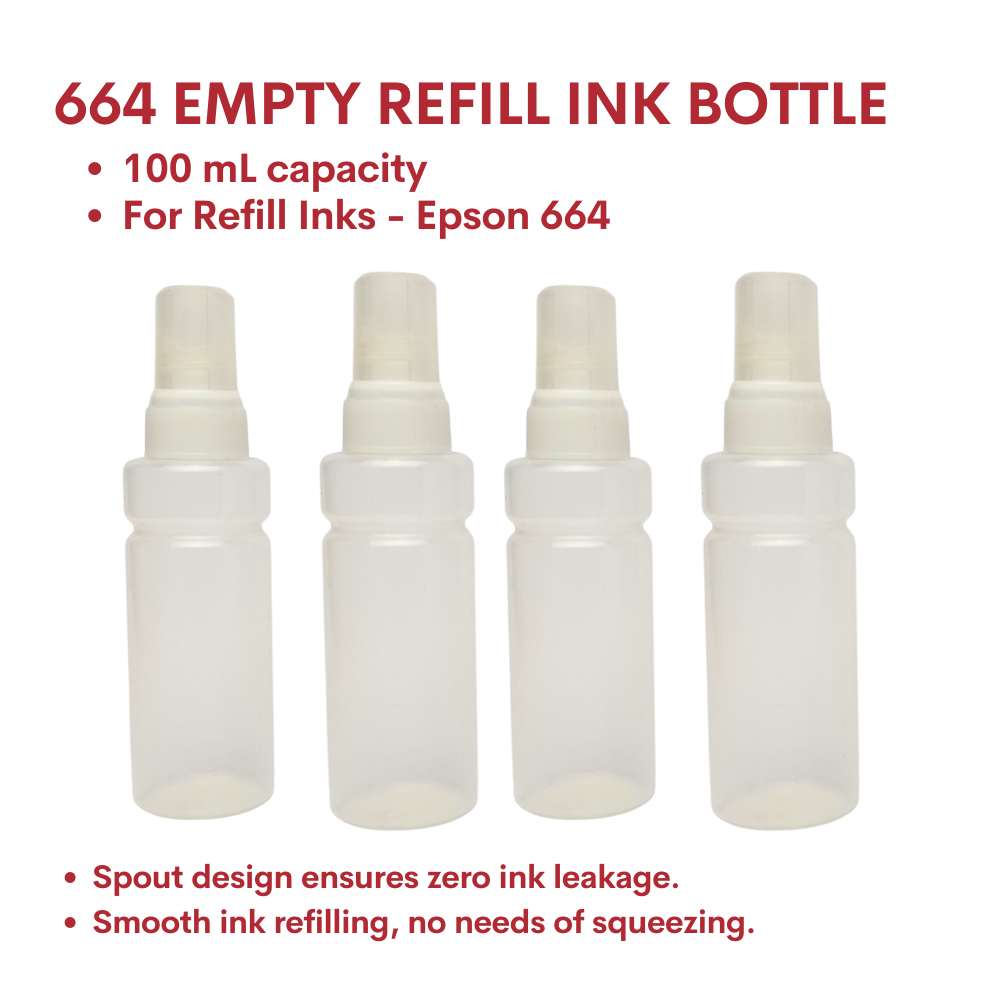 664 EMPTY REFILL INK BOTTLE
• 100 mL capacity
• For Refill Inks - Epson 664
• Spout design ensures zero ink leakage.
• Smooth ink refilling, no needs of squeezing.